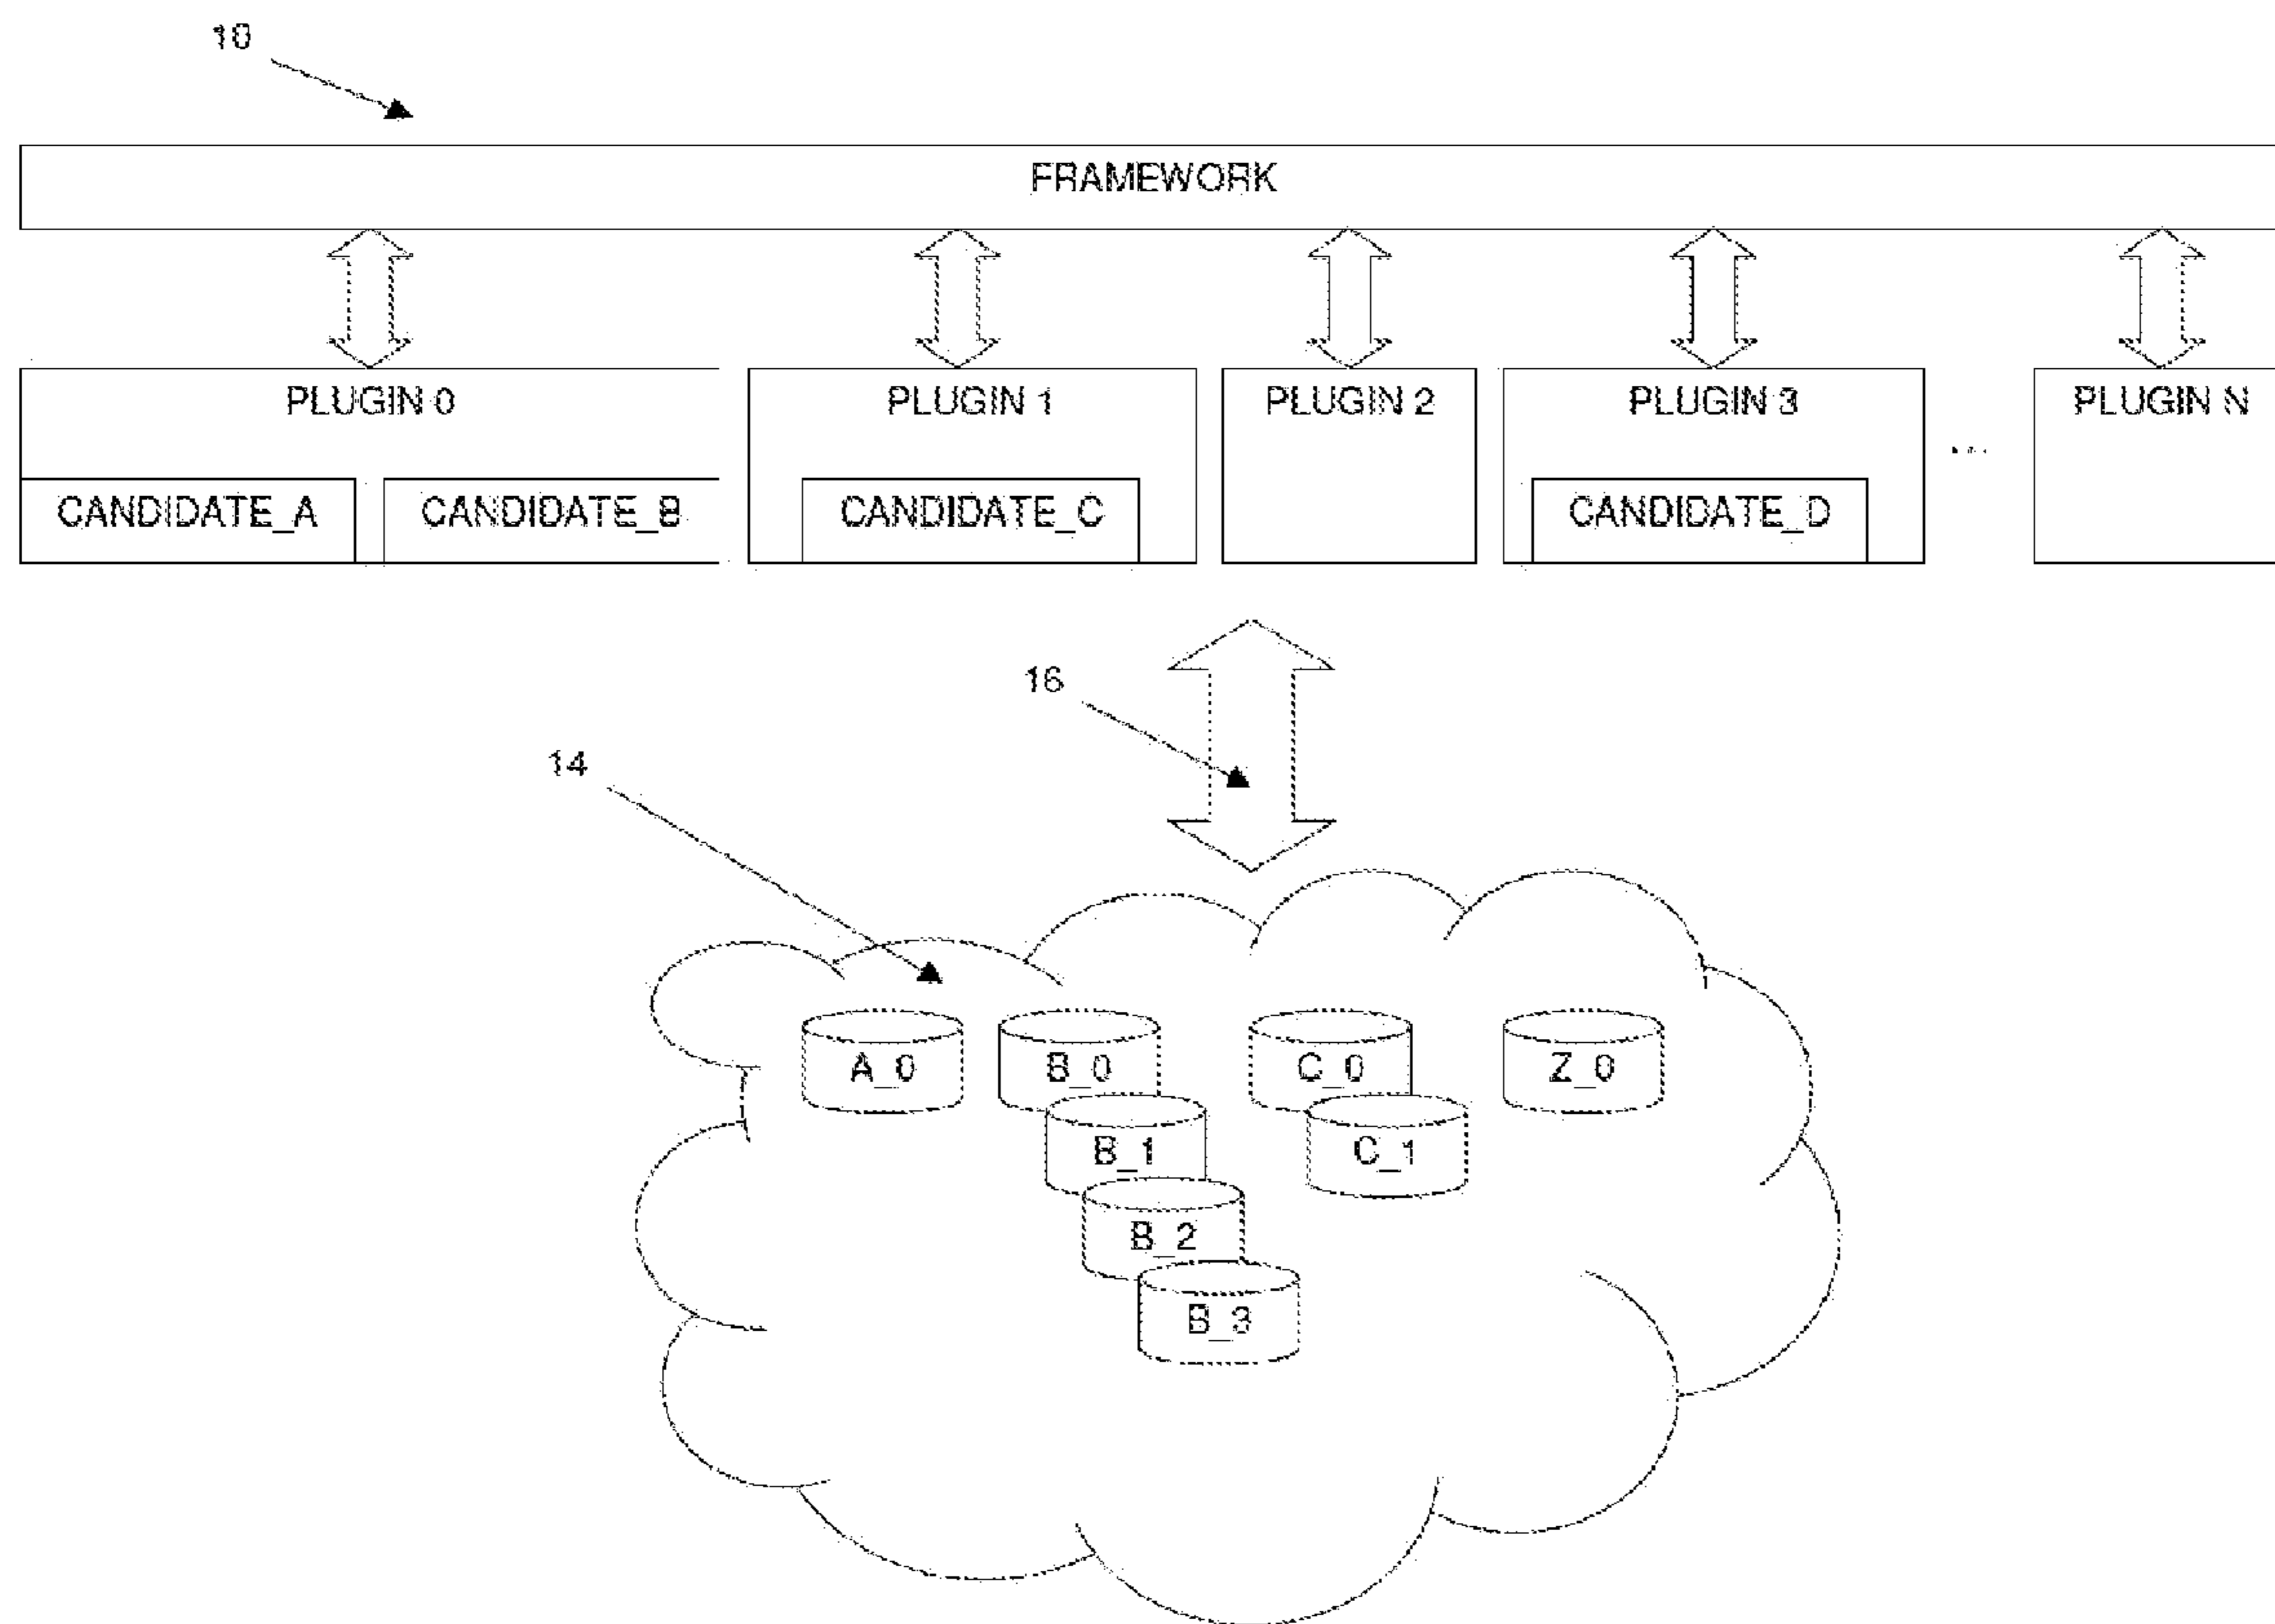 10
FRAMEWORK
PLUGIN 0
PLUGIN 1
PLUGIN 2
PLUGIN 3
PLUGIN N
...
CANDIDATE_A
CANDIDATE_B
CANDIDATE_C
CANDIDATE_D
16
14
A_0
B_0
C_0
Z_0
B_1
C_1
B_2
B_3